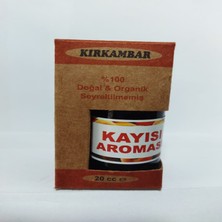 KIRKAMBAR
%100
Doğal & Organik
Seyreltilmemiş
KAYISI
AROMASI
20 cc ℮